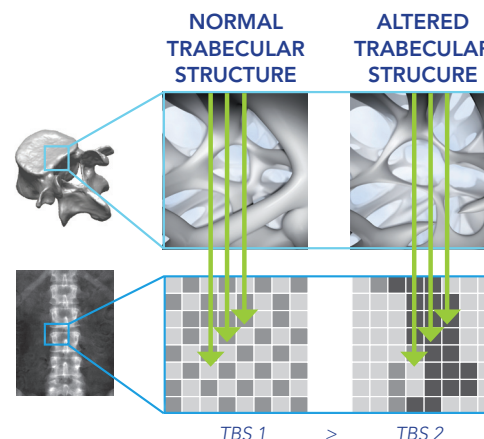 NORMAL
TRABECULAR
STRUCTURE
ALTERED
TRABECULAR
STRUCURE
TBS 1 > TBS 2